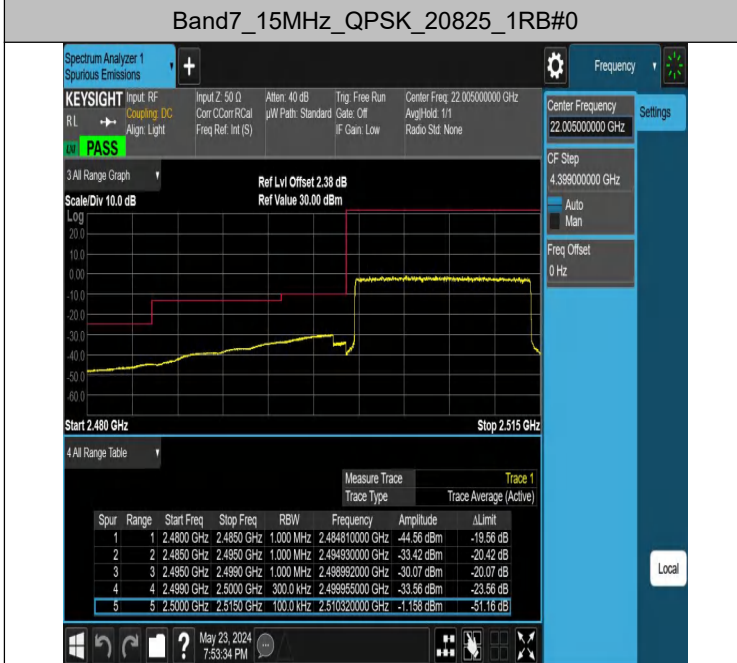 Band7_15MHz_QPSK_20825_1RB#0
Spectrum Analyzer 1
Spurious Emissions
+
Frequency
KEYSIGHT
RL
PASS
Input: RF
Coupling: DC
Align: Light
Input Z: 50 Ω
Corr CCorr RCal
Freq Ref: Int (S)
Atten: 40 dB
µW Path: Standard
Trig: Free Run
Gate: Off
IF Gain: Low
Center Freq: 22.005000000 GHz
Avg|Hold: 1/1
Radio Std: None
Center Frequency
22.005000000 GHz
Settings
CF Step
4.399000000 GHz
Auto
Man
Freq Offset
0 Hz
3 All Range Graph
Scale/Div 10.0 dB
Ref Lvl Offset 2.38 dB
Ref Value 30.00 dBm
Log
20.0
10.0
0.00
-10.0
-20.0
-30.0
-40.0
-50.0
-60.0
Start 2.480 GHz
Stop 2.515 GHz
4 All Range Table
Measure Trace Trace 1
Trace Type Trace Average (Active)
Spur Range Start Freq Stop Freq RBW Frequency Amplitude ΔLimit
1 1 2.4800 GHz 2.4850 GHz 1.000 MHz 2.484810000 GHz -44.56 dBm -19.56 dB
2 2 2.4850 GHz 2.4950 GHz 1.000 MHz 2.494930000 GHz -33.42 dBm -20.42 dB
3 3 2.4950 GHz 2.4990 GHz 1.000 MHz 2.498992000 GHz -30.07 dBm -20.07 dB
4 4 2.4990 GHz 2.5000 GHz 300.0 kHz 2.499955000 GHz -33.56 dBm -23.56 dB
5 5 2.5000 GHz 2.5150 GHz 100.0 kHz 2.510320000 GHz -1.158 dBm -51.16 dB
Local
?
May 23, 2024
7:53:34 PM